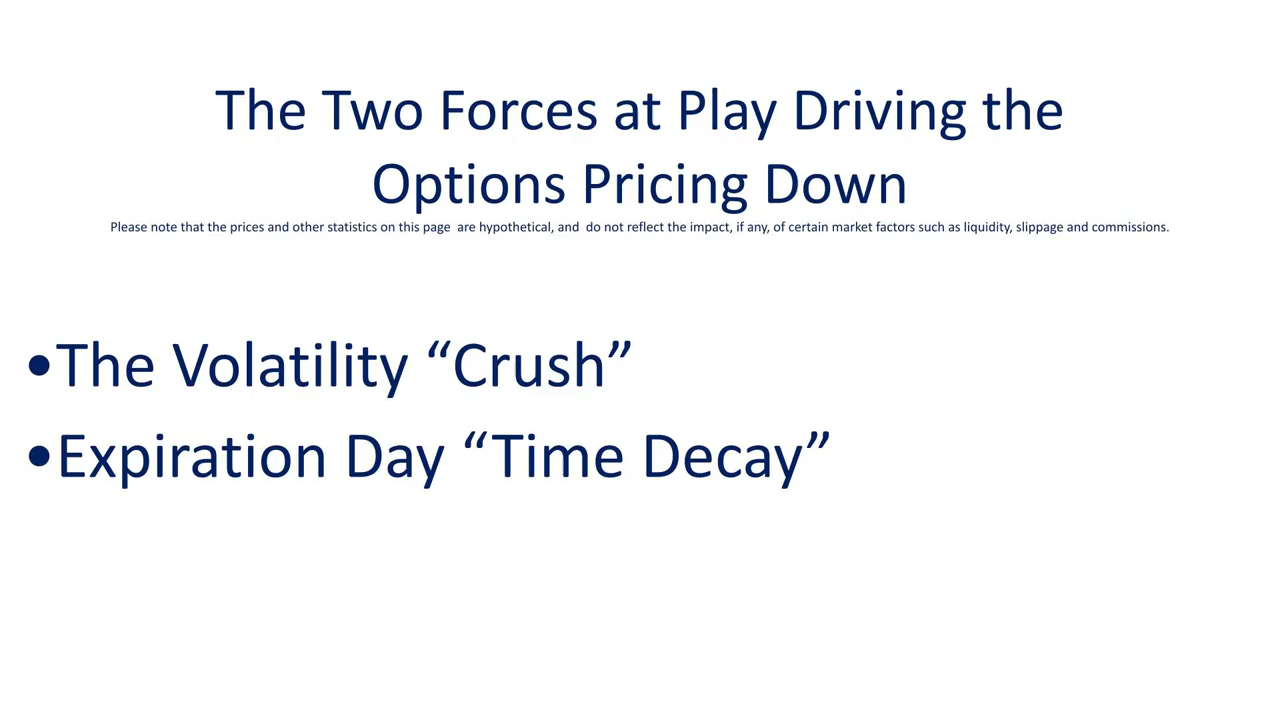 The Two Forces at Play Driving the
Options Pricing Down
Please note that the prices and other statistics on this page  are hypothetical, and  do not reflect the impact, if any, of certain market factors such as liquidity, slippage and commissions.
•The Volatility “Crush”
•Expiration Day “Time Decay”